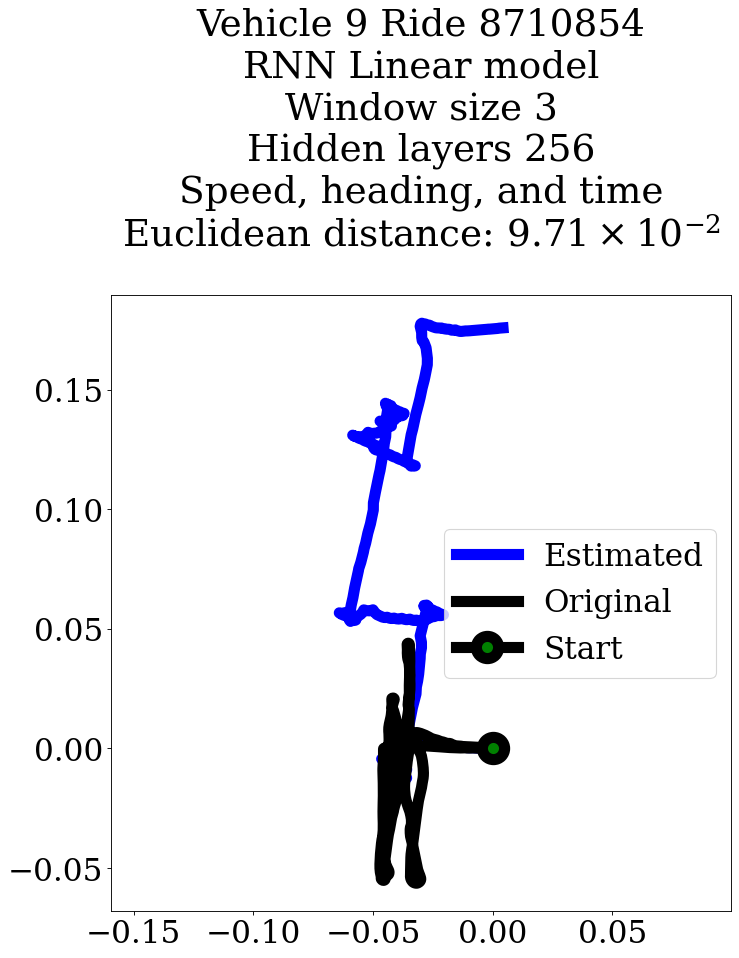 Vehicle 9 Ride 8710854
RNN Linear model
Window size 3
Hidden layers 256
Speed, heading, and time
Euclidean distance: 9.71 × 10⁻²
0.15
0.10
Estimated
Original
0.05
Start
0.00
−0.05
−0.15
−0.10
−0.05
0.00
0.05